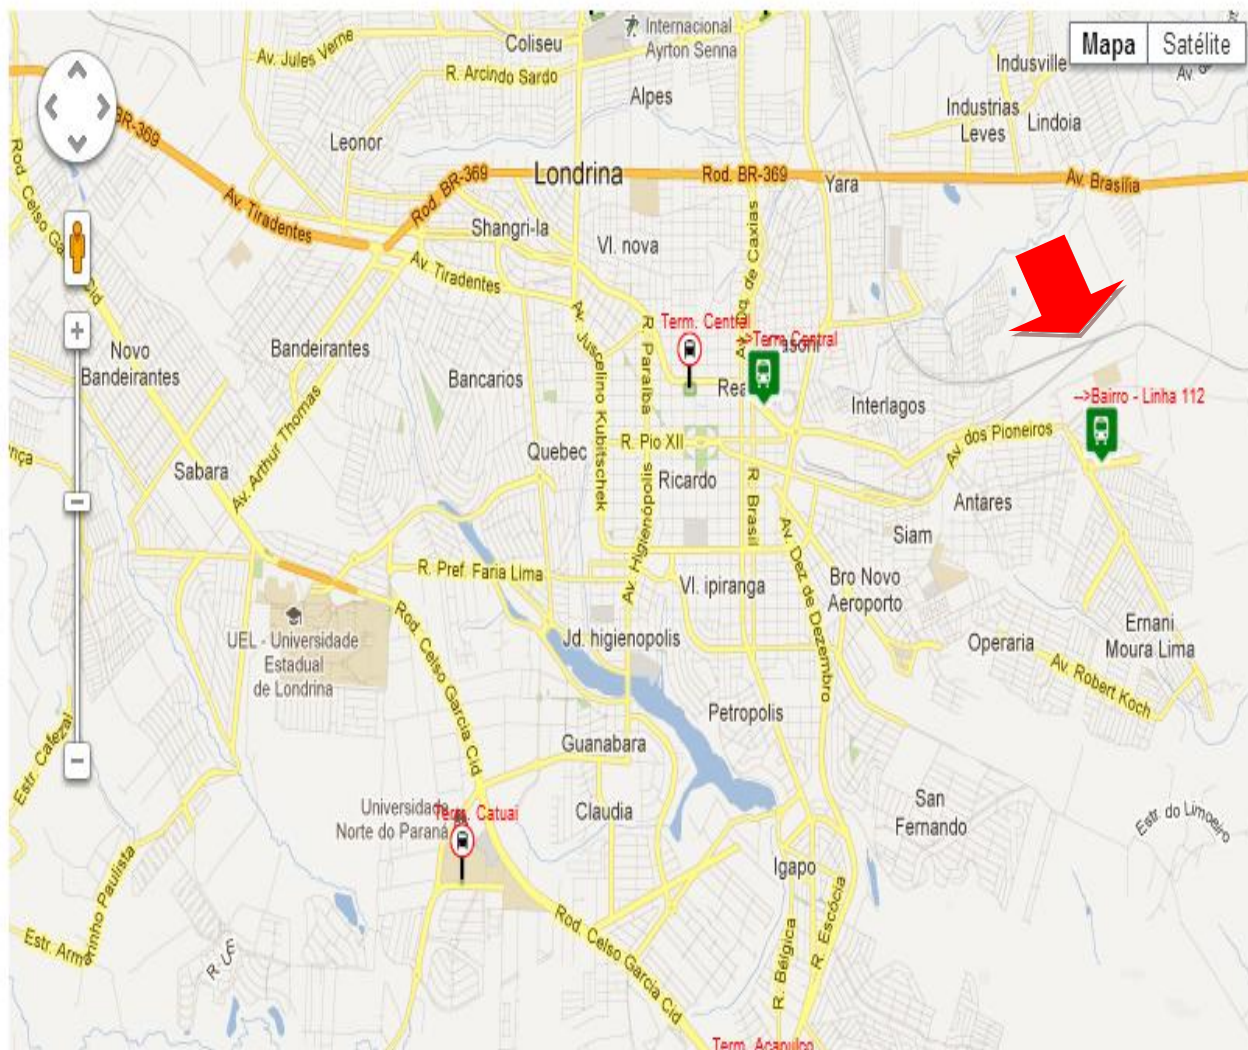 Internacional
Ayrton Senna
Coliseu
Av. Jules Verne
R. Arcindo Sardo
Alpes
Mapa
Satélite
Indusville
Industrias
Leves
Lindoia
BR-369
Leonor
Londrina
Rod. BR-369
Rod. BR-369
Yara
Av. Brasília
Av. Tiradentes
Shangri-la
Vl. nova
Av. Tiradentes
Av. Dq. de Caxias
Rod. Celso Garcia Cid
Term. Central
Term. Central
Novo
Bandeirantes
Bandeirantes
Bancarios
Av. Juscelino Kubitschek
R. Paraíba
Interlagos
-->Bairro - Linha 112
Av. dos Pioneiros
R. Pio XII
Quebec
Ricardo
Sabara
Av. Arthur Thomas
R. Brasil
Antares
Siam
Av. Higienópolis
Av. Dez de Dezembro
R. Pref. Faria Lima
Vl. ipiranga
Bro Novo
Aeroporto
UEL - Universidade
Estadual
de Londrina
Rod. Celso Garcia Cid
Jd. higienopolis
Operaria
Ernani
Moura Lima
Av. Robert Koch
Petropolis
Guanabara
Estr. Cafezal
Universidade
Norte do Paraná
Term. Catuai
Claudia
San
Fernando
Estr. do Limoeiro
Igapo
Estr. Armarinho Paulista
Rod. Celso Garcia Cid
R. Bélgica
R. Escócia
Term. Acapulco